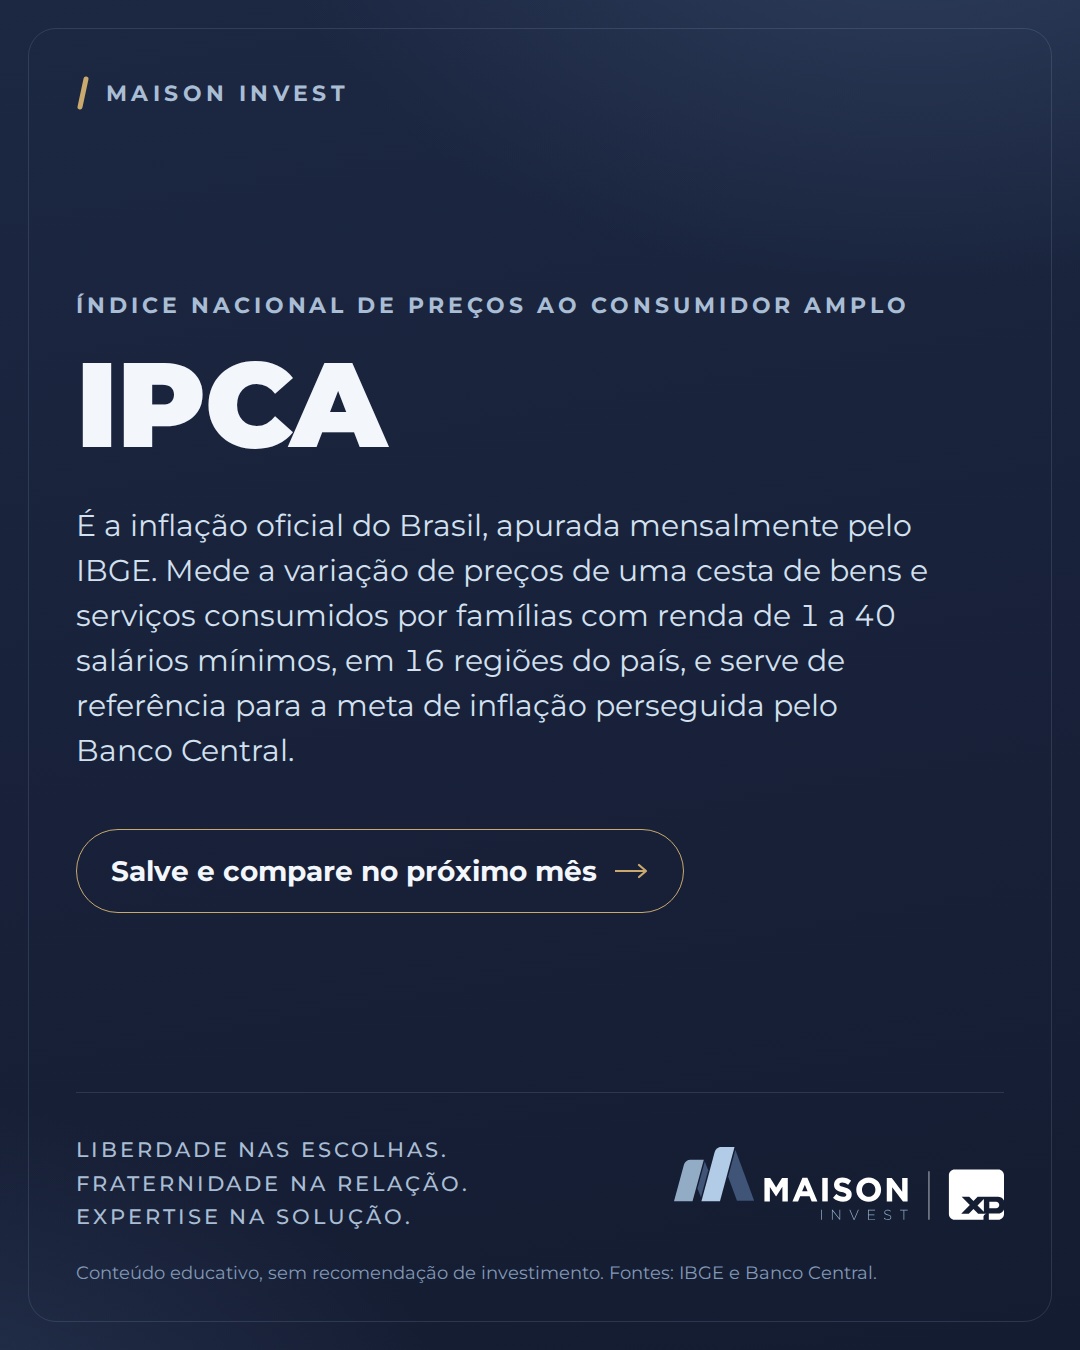 MAISON INVEST
ÍNDICE NACIONAL DE PREÇOS AO CONSUMIDOR AMPLO
IPCA
É a inflação oficial do Brasil, apurada mensalmente pelo
IBGE. Mede a variação de preços de uma cesta de bens e
serviços consumidos por famílias com renda de 1 a 40
salários mínimos, em 16 regiões do país, e serve de
referência para a meta de inflação perseguida pelo
Banco Central.
Salve e compare no próximo mês →
LIBERDADE NAS ESCOLHAS.
FRATERNIDADE NA RELAÇÃO.
EXPERTISE NA SOLUÇÃO.
MAISON
INVEST
xp
Conteúdo educativo, sem recomendação de investimento. Fontes: IBGE e Banco Central.